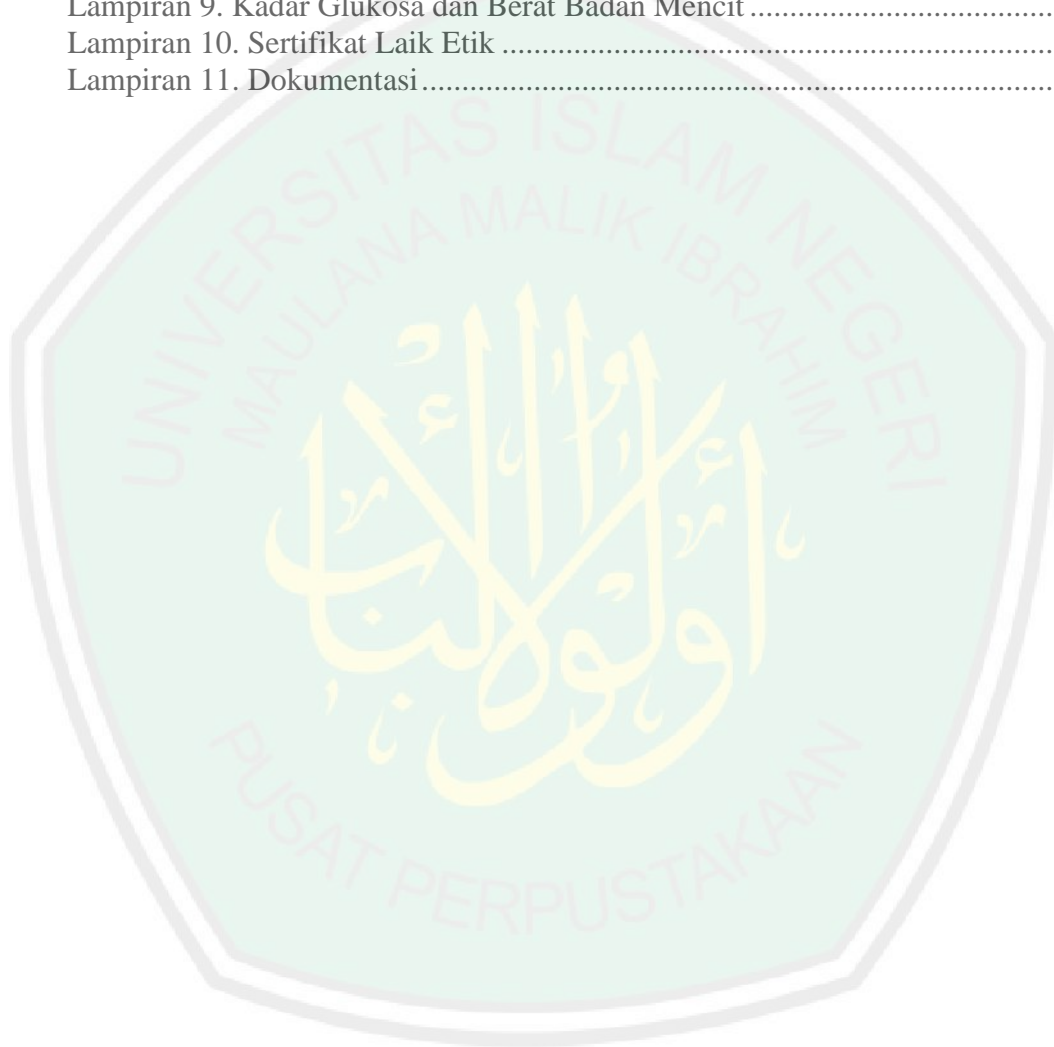 Lampiran 9. Kadar Glukosa dan Berat Badan Mencit ....................................
Lampiran 10. Sertifikat Laik Etik ....................................................................
Lampiran 11. Dokumentasi..............................................................................
UNIVERSITAS ISLAM NEGERI
MAULANA MALIK IBRAHIM
أولوا الألباب
PUSAT PERPUSTAKAAN